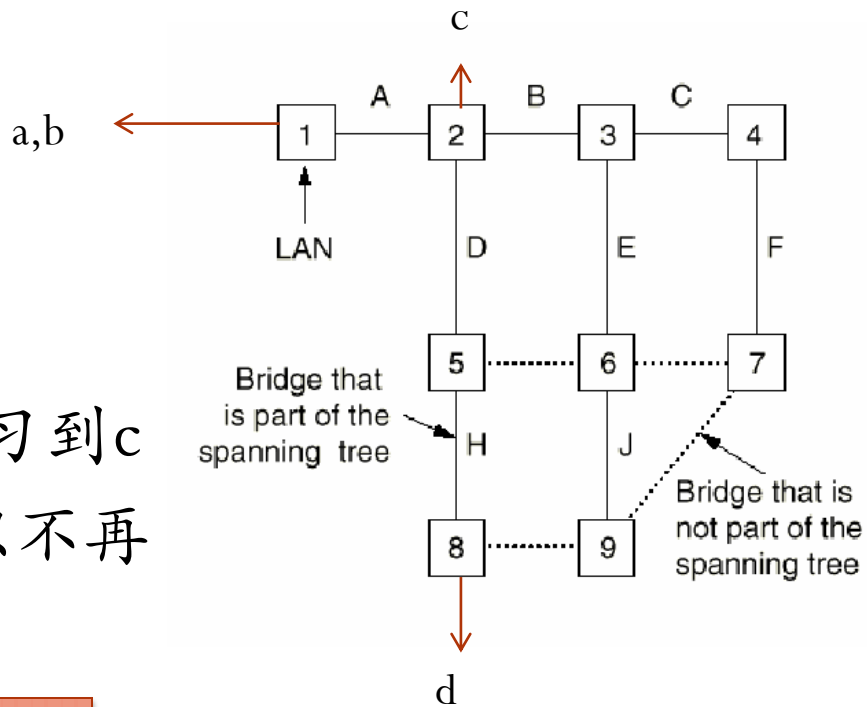 c
A
B
C
a,b
1
2
3
4
LAN
D
E
F
5
6
7
Bridge that
is part of the
spanning tree
H
J
习到c
不再
Bridge that is
not part of the
spanning tree
8
9
d